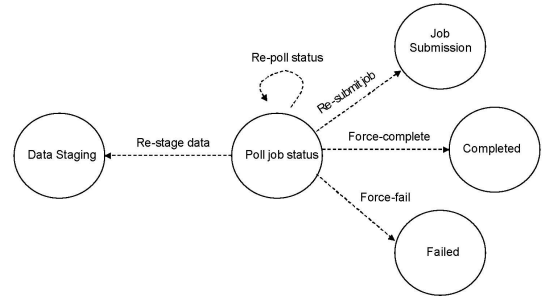 Job
Submission
Re-poll status
Re-submit job
Re-stage data
Force-complete
Data Staging
Poll job status
Completed
Force-fail
Failed